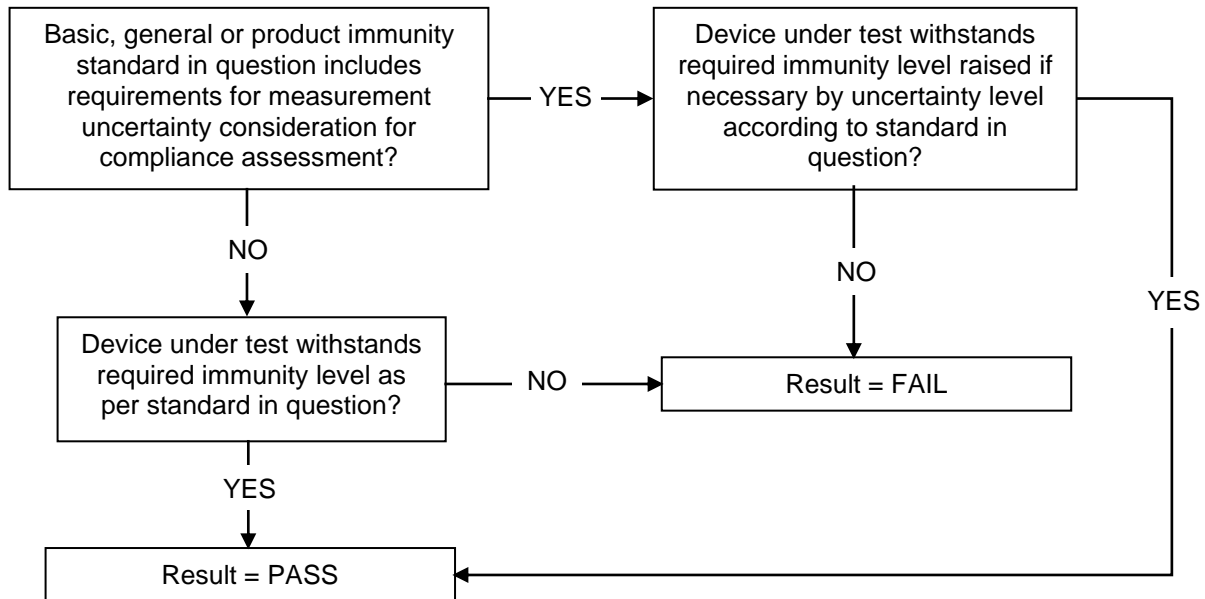 Basic, general or product immunity
standard in question includes
requirements for measurement
uncertainty consideration for
compliance assessment?
YES
Device under test withstands
required immunity level raised if
necessary by uncertainty level
according to standard in
question?
NO
NO
YES
Device under test withstands
required immunity level as
per standard in question?
NO
Result = FAIL
YES
Result = PASS